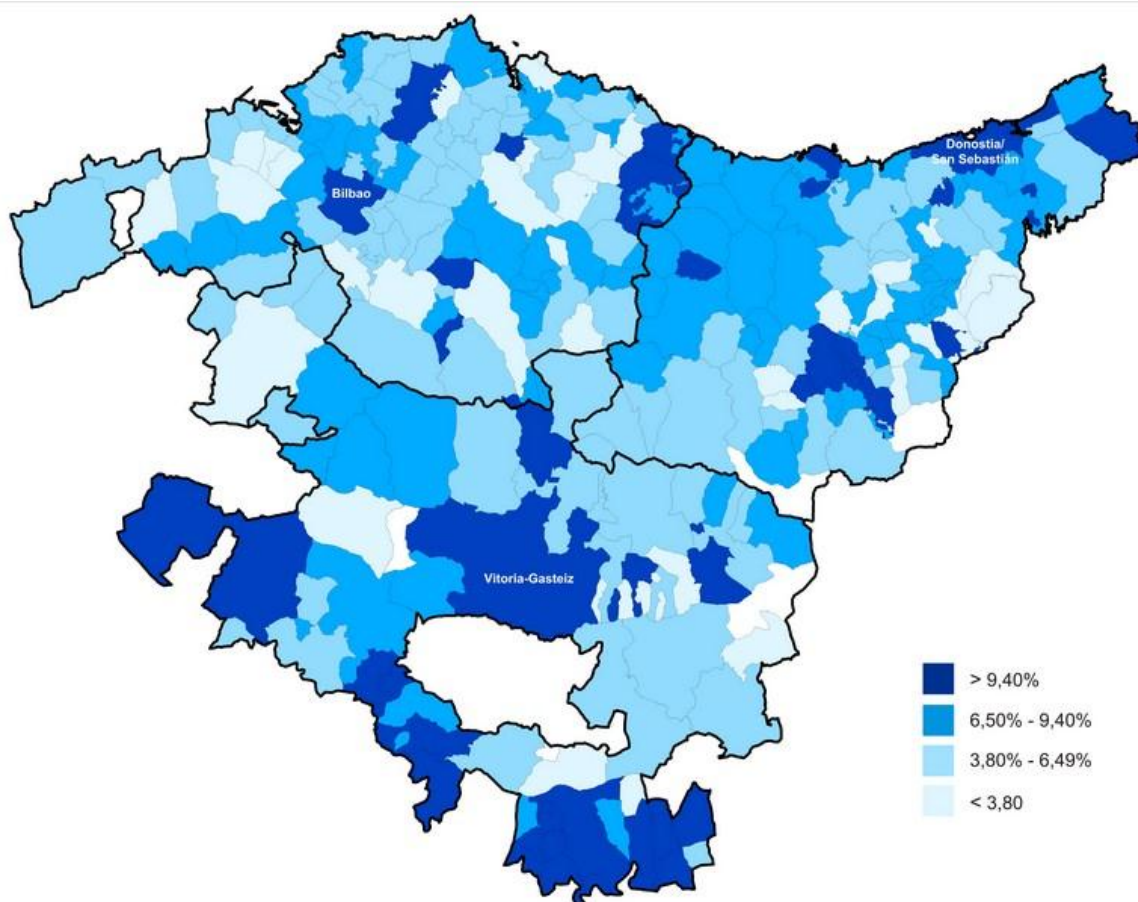 Donostia/
San Sebastián
Bilbao
Vitoria-Gasteiz
> 9,40%
6,50% - 9,40%
3,80% - 6,49%
< 3,80